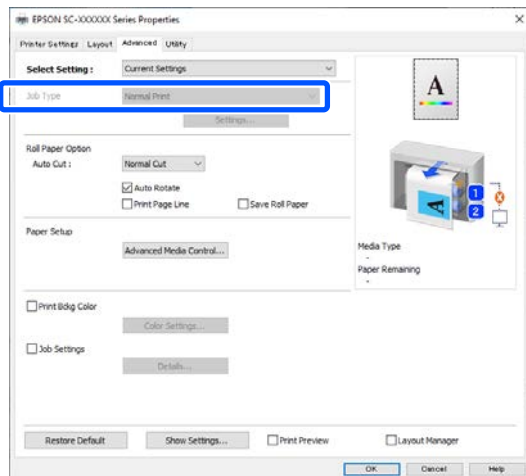 EPSON SC-XXXXXX Series Properties
Printer Settings Layout Advanced Utility
Select Setting : Current Settings
Job Type Normal Print
Settings...
Roll Paper Option
Auto Cut : Normal Cut
Auto Rotate
Print Page Line Save Roll Paper
Paper Setup
Advanced Media Control...
Print Bdkg Color
Color Settings...
Job Settings
Details...
A
A
1
2
Media Type
-
Paper Remaining
-
Restore Default Show Settings... Print Preview Layout Manager
OK Cancel Help